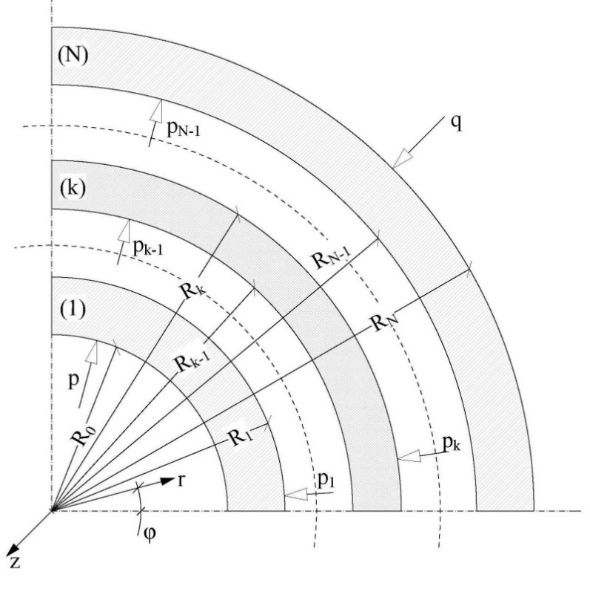 (N)
q
p_{N-1}
(k)
p_{k-1}
R_{N-1}
R_k
(1)
R_N
R_{k-1}
p
R_0
R_1
p_k
r
p_1
φ
z